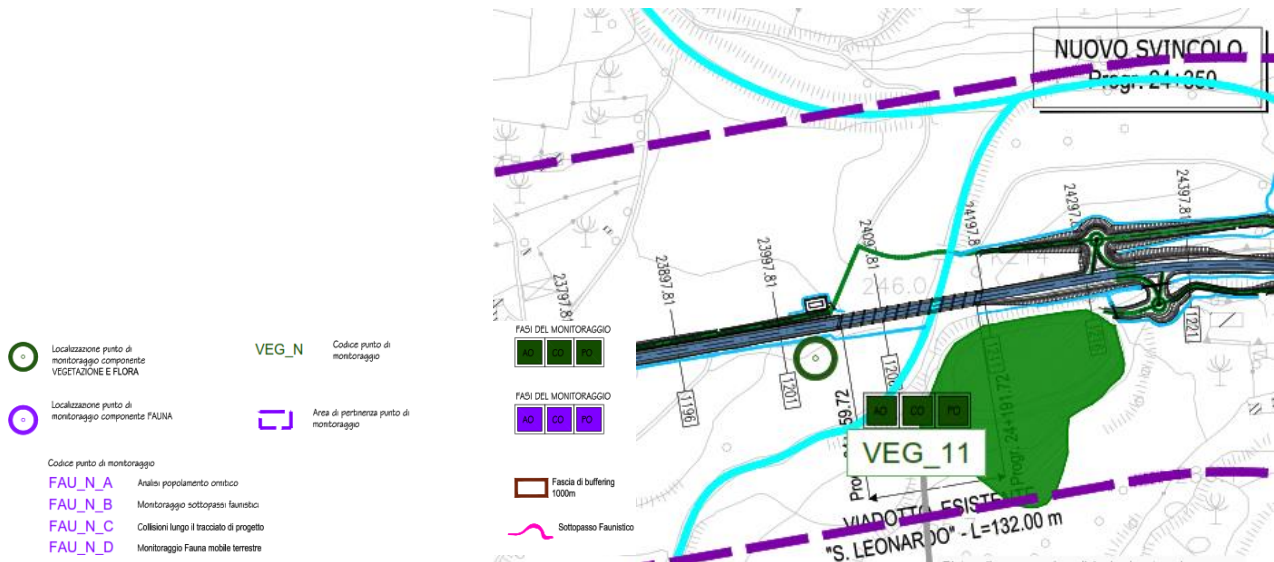 Localizzazione punto di
monitoraggio componente
VEGETAZIONE E FLORA
VEG_N
Codice punto di
monitoraggio
Localizzazione punto di
monitoraggio componente FAUNA
Area di pertinenza punto di
monitoraggio
Codice punto di monitoraggio
FAU_N_A
Analisi popolamento ornitico
FAU_N_B
Monitoraggio sottopassi faunistici
FAU_N_C
Collisioni lungo il tracciato di progetto
FAU_N_D
Monitoraggio Fauna mobile terrestre
FASI DEL MONITORAGGIO
AO CO PO
FASI DEL MONITORAGGIO
AO CO PO
Fascia di buffering
1000m
Sottopasso Faunistico
NUOVO SVINCOLO
Progr. 24+350
23797.81
23897.81
23997.81
24097.81
24197.81
24297.81
24397.81
246.0
1196
1201
1221
AO CO PO
VEG_11
Progr. 24+191.72
VIADOTTO ESISTENTE
"S. LEONARDO" - L=132.00 m